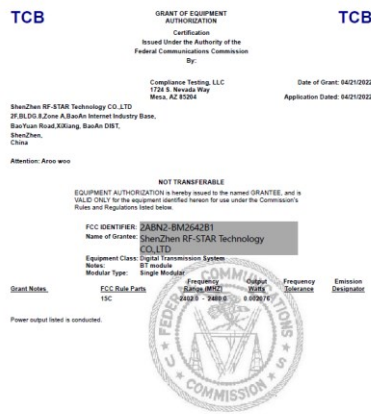 TCB
GRANT OF EQUIPMENT
AUTHORIZATION
TCB
Certification
Issued Under the Authority of the
Federal Communications Commission
By:
Compliance Testing, LLC
1724 S. Nevada Way
Mesa, AZ 85204
Date of Grant: 04/21/2022
Application Dated: 04/21/2022
ShenZhen RF-STAR Technology CO.,LTD
2F,BLDG.8,Zone A,BaoAn Internet Industry Base,
BaoYuan Road,XiXiang, BaoAn DIST,
ShenZhen,
China
Attention: Aroo woo
NOT TRANSFERABLE
EQUIPMENT AUTHORIZATION is hereby issued to the named GRANTEE, and is
VALID ONLY for the equipment identified hereon for use under the Commission's
Rules and Regulations listed below.
FCC IDENTIFIER: 2ABN2-BM2642B1
Name of Grantee: ShenZhen RF-STAR Technology
CO.,LTD
Equipment Class: Digital Transmission System
Notes: BT module
Modular Type: Single Modular
Grant Notes FCC Rule Parts Frequency Range (MHZ) Output Watts Frequency Tolerance Emission Designator
15C 2402.0 - 2480.0 0.002076
Power output listed is conducted.
COMMUNICATIONS COMMISSION